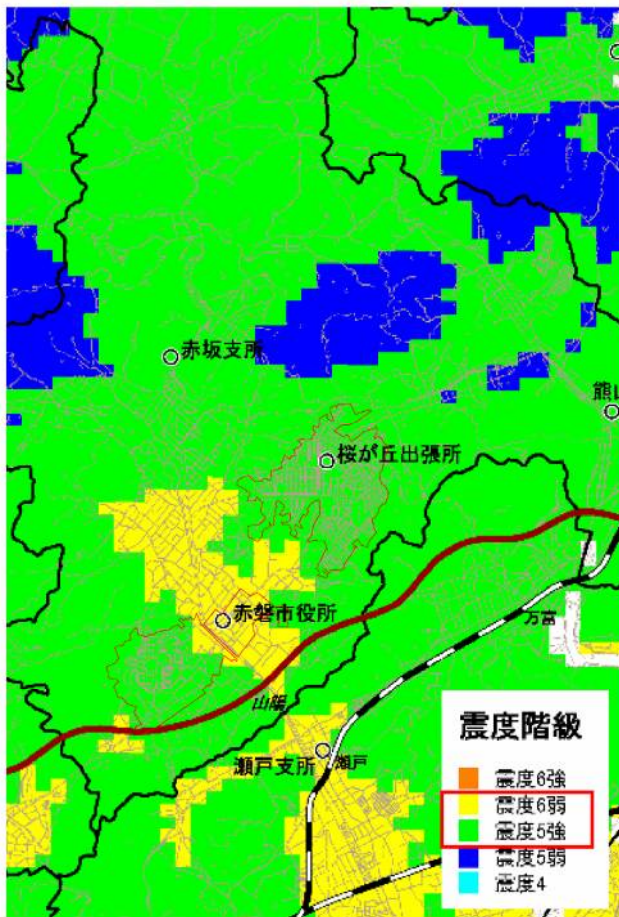 赤坂支所
熊山
桜が丘出張所
赤磐市役所
万富
山陽
瀬戸支所
瀬戸
震度階級
震度6強
震度6弱
震度5強
震度5弱
震度4